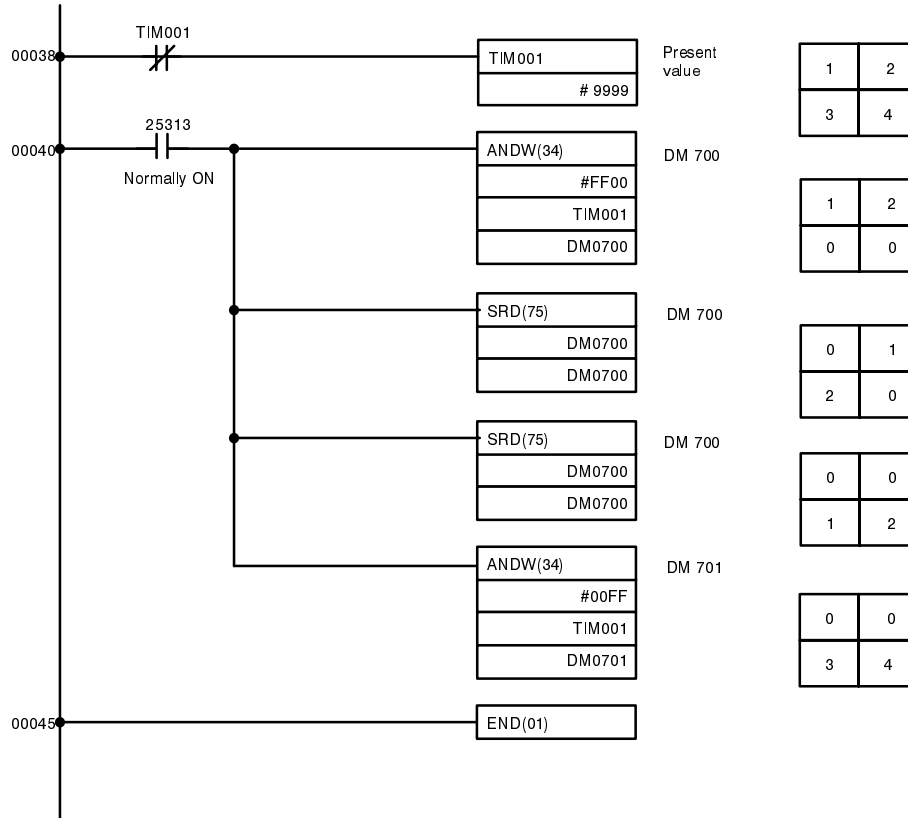 TIM001
00038
TIM001
# 9999
Present
value
1 2
3 4
25313
00040
Normally ON
ANDW(34)
#FF00
TIM001
DM0700
DM 700
1 2
0 0
SRD(75)
DM0700
DM0700
DM 700
0 1
2 0
SRD(75)
DM0700
DM0700
DM 700
0 0
1 2
ANDW(34)
#00FF
TIM001
DM0701
DM 701
0 0
3 4
00045
END(01)